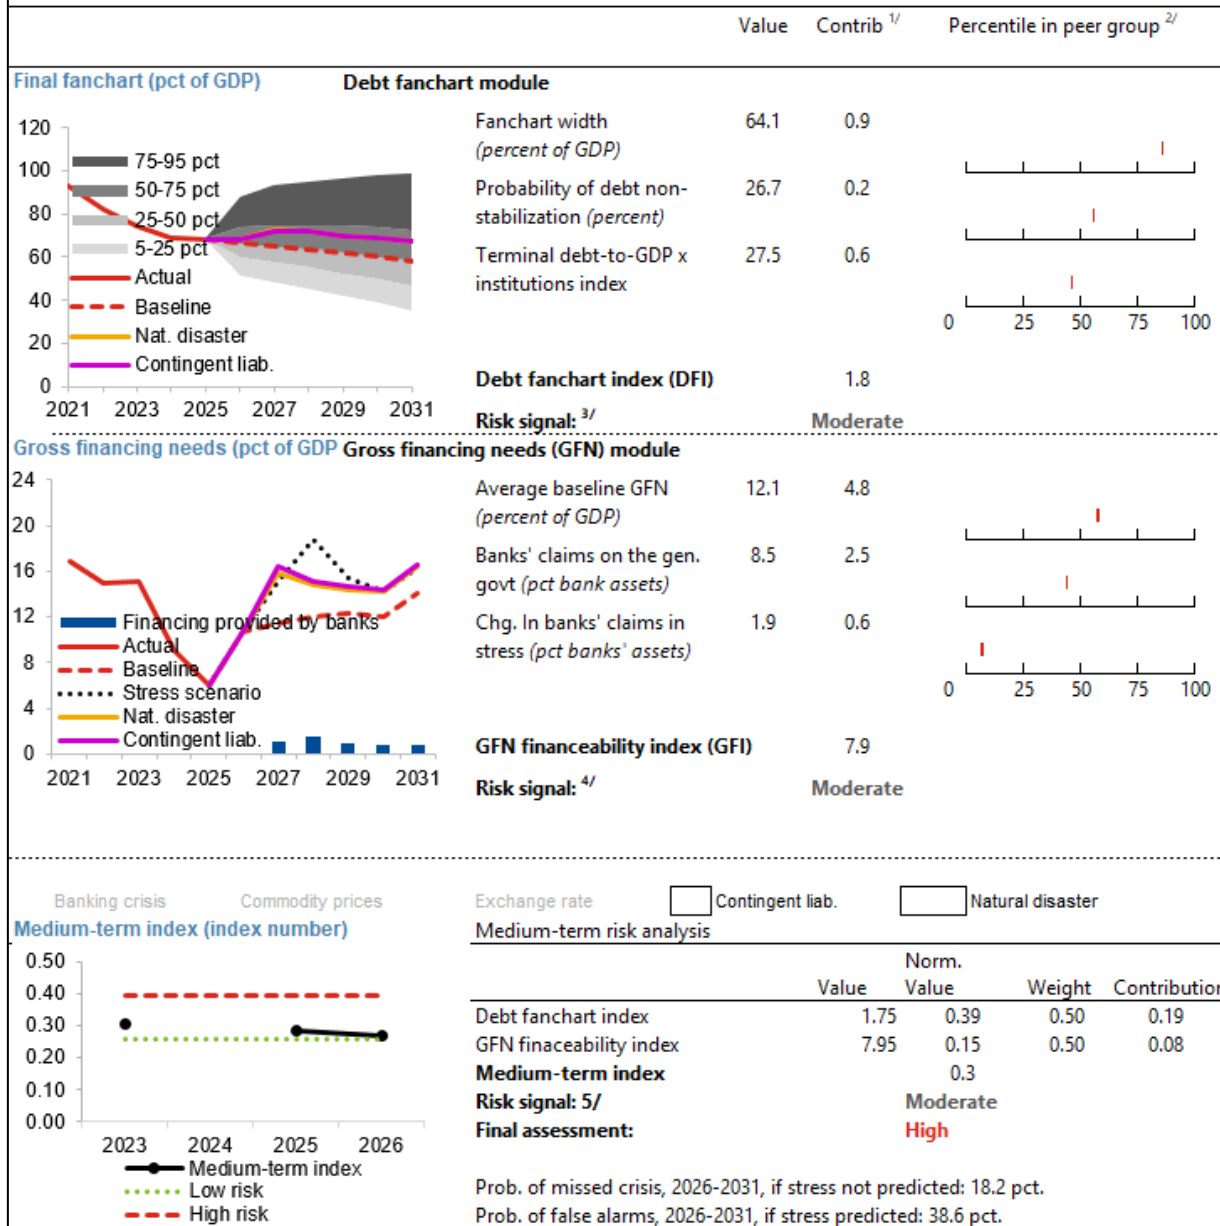 Value Contrib 1/ Percentile in peer group 2/
Final fanchart (pct of GDP) Debt fanchart module
120
100
80
60
40
20
0
75-95 pct
50-75 pct
25-50 pct
5-25 pct
Actual
Baseline
Nat. disaster
Contingent liab.
2021 2023 2025 2027 2029 2031
Fanchart width 64.1 0.9
(percent of GDP)
Probability of debt non- 26.7 0.2
stabilization (percent)
Terminal debt-to-GDP x 27.5 0.6
institutions index
0 25 50 75 100
Debt fanchart index (DFI) 1.8
Risk signal: 3/ Moderate
Gross financing needs (pct of GDP Gross financing needs (GFN) module
24
20
16
12
8
4
0
Financing provided by banks
Actual
Baseline
Stress scenario
Nat. disaster
Contingent liab.
2021 2023 2025 2027 2029 2031
Average baseline GFN 12.1 4.8
(percent of GDP)
Banks' claims on the gen. 8.5 2.5
govt (pct bank assets)
Chg. In banks' claims in 1.9 0.6
stress (pct banks' assets)
0 25 50 75 100
GFN financeability index (GFI) 7.9
Risk signal: 4/ Moderate
Banking crisis Commodity prices Exchange rate Contingent liab. Natural disaster
Medium-term index (index number)
0.50
0.40
0.30
0.20
0.10
0.00
2023 2024 2025 2026
Medium-term index
Low risk
High risk
Medium-term risk analysis
Norm.
Value Value Weight Contribution
Debt fanchart index 1.75 0.39 0.50 0.19
GFN finaceability index 7.95 0.15 0.50 0.08
Medium-term index 0.3
Risk signal: 5/ Moderate
Final assessment: High
Prob. of missed crisis, 2026-2031, if stress not predicted: 18.2 pct.
Prob. of false alarms, 2026-2031, if stress predicted: 38.6 pct.